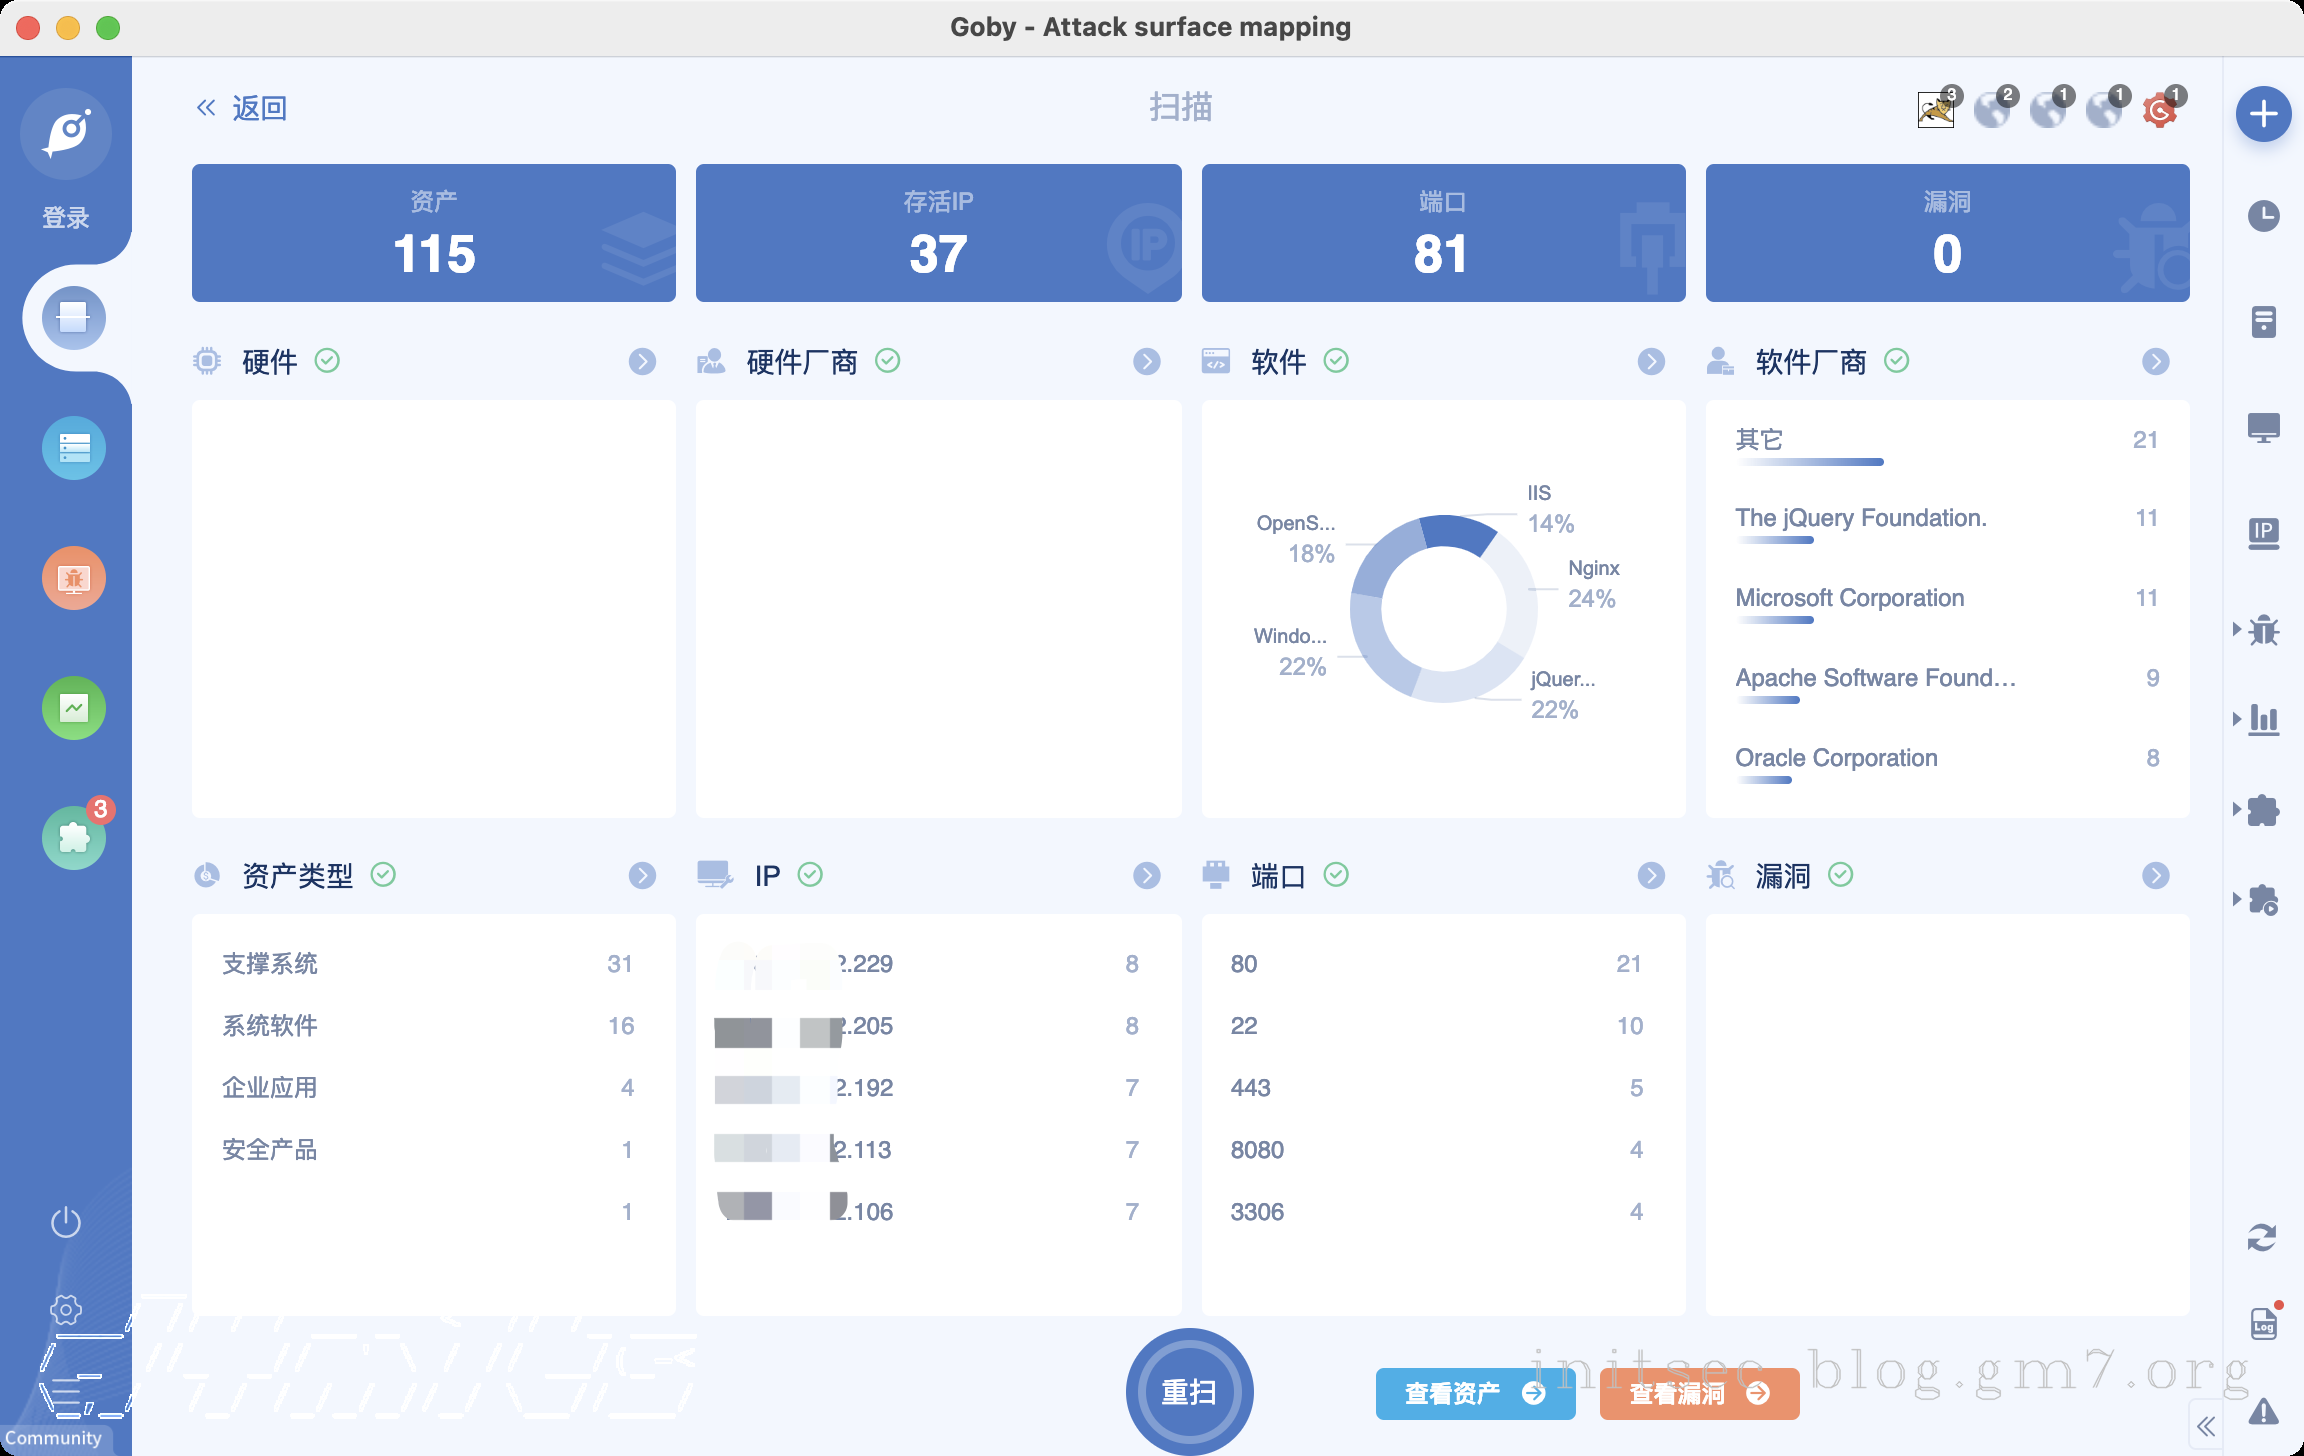 Goby - Attack surface mapping
返回
扫描
3
2
1
1
1
登录
资产
115
存活IP
37
IP
端口
81
漏洞
0
硬件
硬件厂商
软件
软件厂商
IIS
14%
OpenS...
18%
Nginx
24%
Windo...
22%
jQuer...
22%
其它
21
The jQuery Foundation.
11
Microsoft Corporation
11
Apache Software Found...
9
Oracle Corporation
8
IP
3
资产类型
IP
端口
漏洞
支撑系统
31
系统软件
16
企业应用
4
安全产品
1
1
2.229
8
2.205
8
2.192
7
2.113
7
.106
7
80
21
22
10
443
5
8080
4
3306
4
重扫
查看资产
查看漏洞
initsec.blog.gm7.org
Log
Community